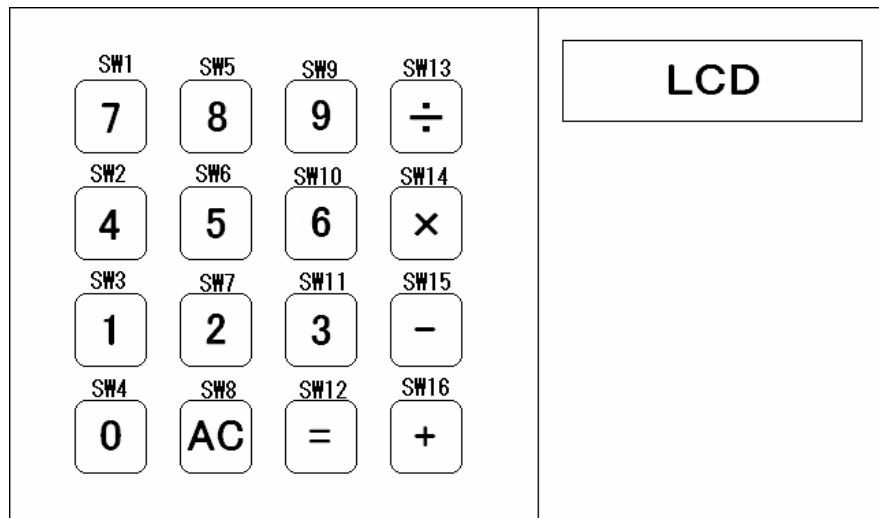 SW1 SW5 SW9 SW13
LCD
7 8 9 ÷
SW2 SW6 SW10 SW14
4 5 6 ×
SW3 SW7 SW11 SW15
1 2 3 -
SW4 SW8 SW12 SW16
0 AC = +